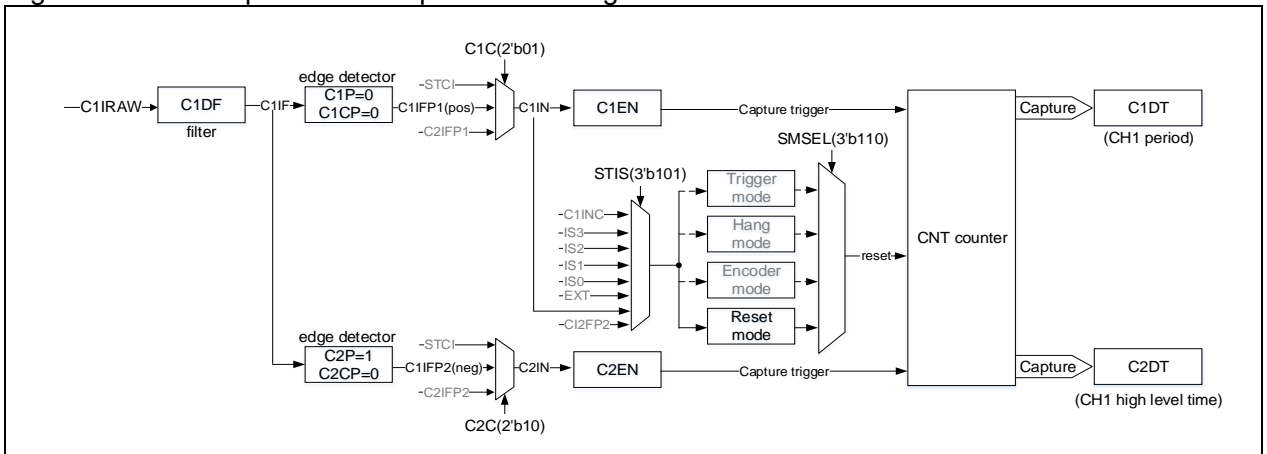 C1C(2'b01)
edge detector
-STCI
C1P=0
C1CP=0
C1IRAW
C1DF
C1IF
C1IFP1(pos)
C1IN
C1EN
Capture trigger
Capture
C1DT
filter
-C2IFP1
(CH1 period)
SMSEL(3'b110)
STIS(3'b101)
Trigger
mode
-C1INC
-IS3
Hang
mode
-IS2
CNT counter
-IS1
reset
-IS0
Encoder
mode
-EXT
-CI2FP2
Reset
mode
edge detector
-STCI
C2P=1
C2CP=0
C1IFP2(neg)
C2IN
C2EN
Capture trigger
Capture
C2DT
-C2IFP2
(CH1 high level time)
C2C(2'b10)